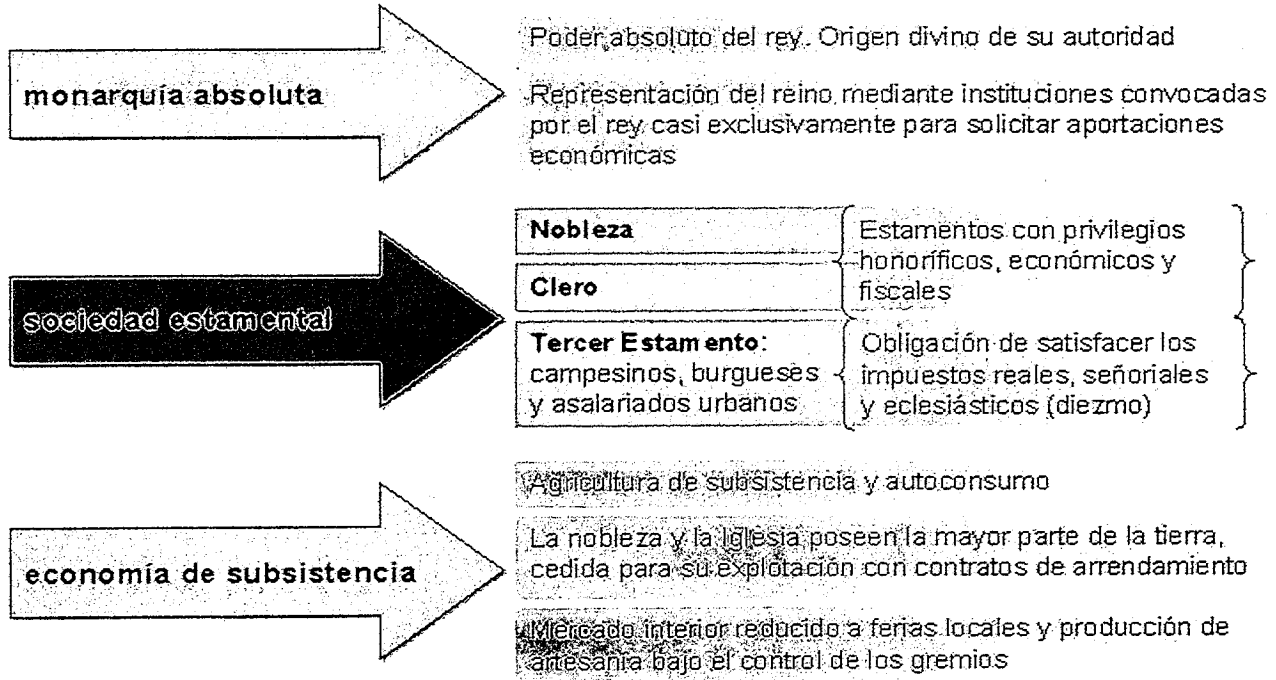 monarquía absoluta
Poder absoluto del rey. Origen divino de su autoridad
Representación del reino mediante instituciones convocadas
por el rey casi exclusivamente para solicitar aportaciones
económicas
sociedad estamental
Nobleza
Clero
Estamentos con privilegios
honoríficos, económicos y
fiscales
Tercer Estamento:
campesinos, burgueses
y asalariados urbanos
Obligación de satisfacer los
impuestos reales, señoriales
y eclesiásticos (diezmo)
economía de subsistencia
Agricultura de subsistencia y autoconsumo
La nobleza y la Iglesia poseen la mayor parte de la tierra,
cedida para su explotación con contratos de arrendamiento
Mercado interior reducido a ferias locales y producción de
artesanía bajo el control de los gremios